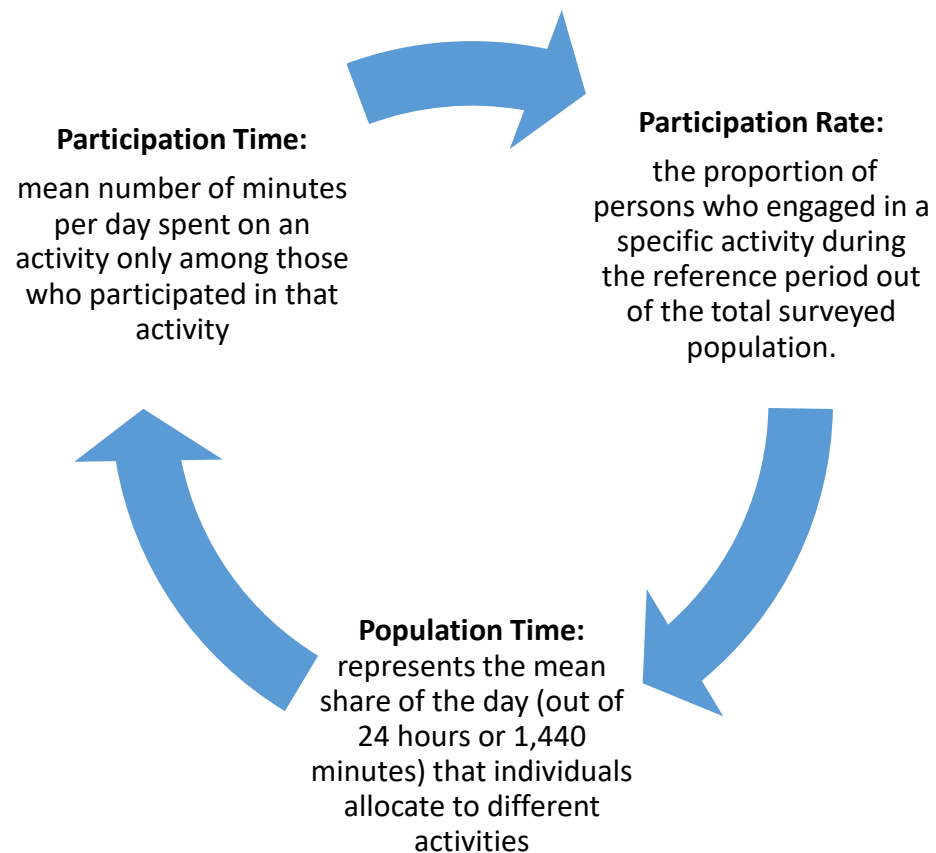 Participation Time:
mean number of minutes
per day spent on an
activity only among those
who participated in that
activity
Participation Rate:
the proportion of
persons who engaged in a
specific activity during
the reference period out
of the total surveyed
population.
Population Time:
represents the mean
share of the day (out of
24 hours or 1,440
minutes) that individuals
allocate to different
activities